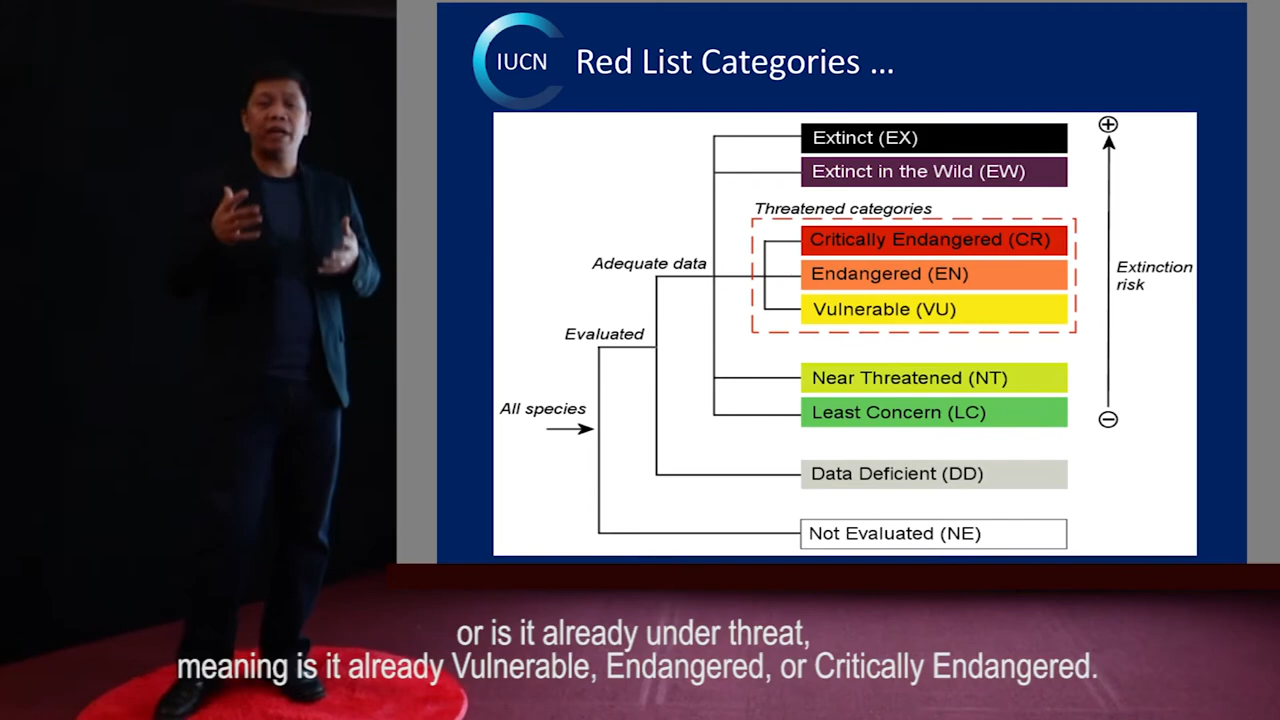 IUCN
Red List Categories ...
Extinct (EX)
Extinct in the Wild (EW)
Threatened categories
Critically Endangered (CR)
Adequate data
Endangered (EN)
Extinction
risk
Vulnerable (VU)
Evaluated
Near Threatened (NT)
All species
Least Concern (LC)
Data Deficient (DD)
Not Evaluated (NE)
or is it already under threat,
meaning is it already Vulnerable, Endangered, or Critically Endangered.